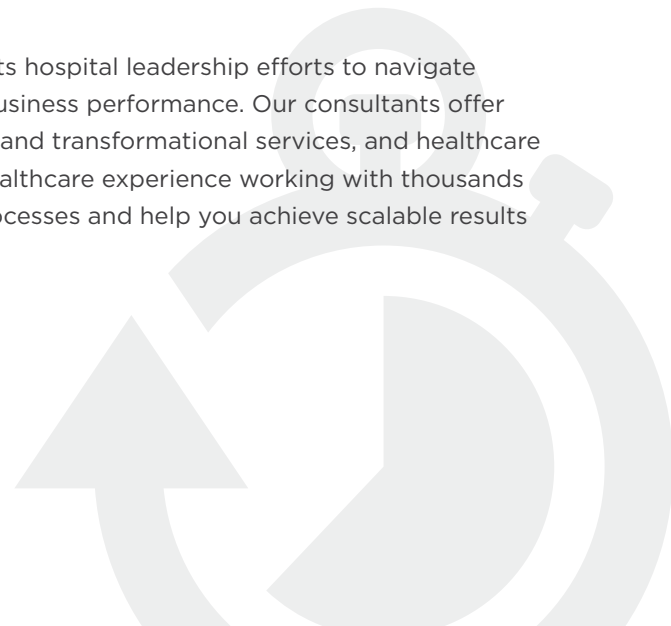 ts hospital leadership efforts to navigate
usiness performance. Our consultants offer
and transformational services, and healthcare
althcare experience working with thousands
ocesses and help you achieve scalable results